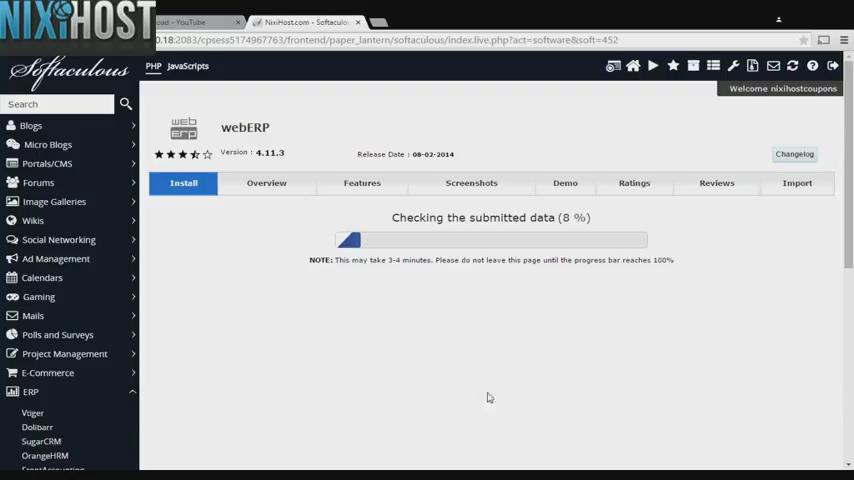 NIXIHOST
oad - YouTube
NixiHost.com - Softaculou
0.18:2083/cpsess5174967763/frontend/paper_lantern/softaculous/index.live.php?act=software&soft=452
Softaculous
PHP JavaScripts
Welcome nixihostcoupons
Search
Blogs
Micro Blogs
Portals/CMS
Forums
Image Galleries
Wikis
Social Networking
Ad Management
Calendars
Gaming
Mails
Polls and Surveys
Project Management
E-Commerce
ERP
Vtiger
Dolibarr
SugarCRM
OrangeHRM
FrontAccounting
web
erp
webERP
Version : 4.11.3
Release Date : 08-02-2014
Changelog
Install
Overview
Features
Screenshots
Demo
Ratings
Reviews
Import
Checking the submitted data (8 %)
NOTE: This may take 3-4 minutes. Please do not leave this page until the progress bar reaches 100%